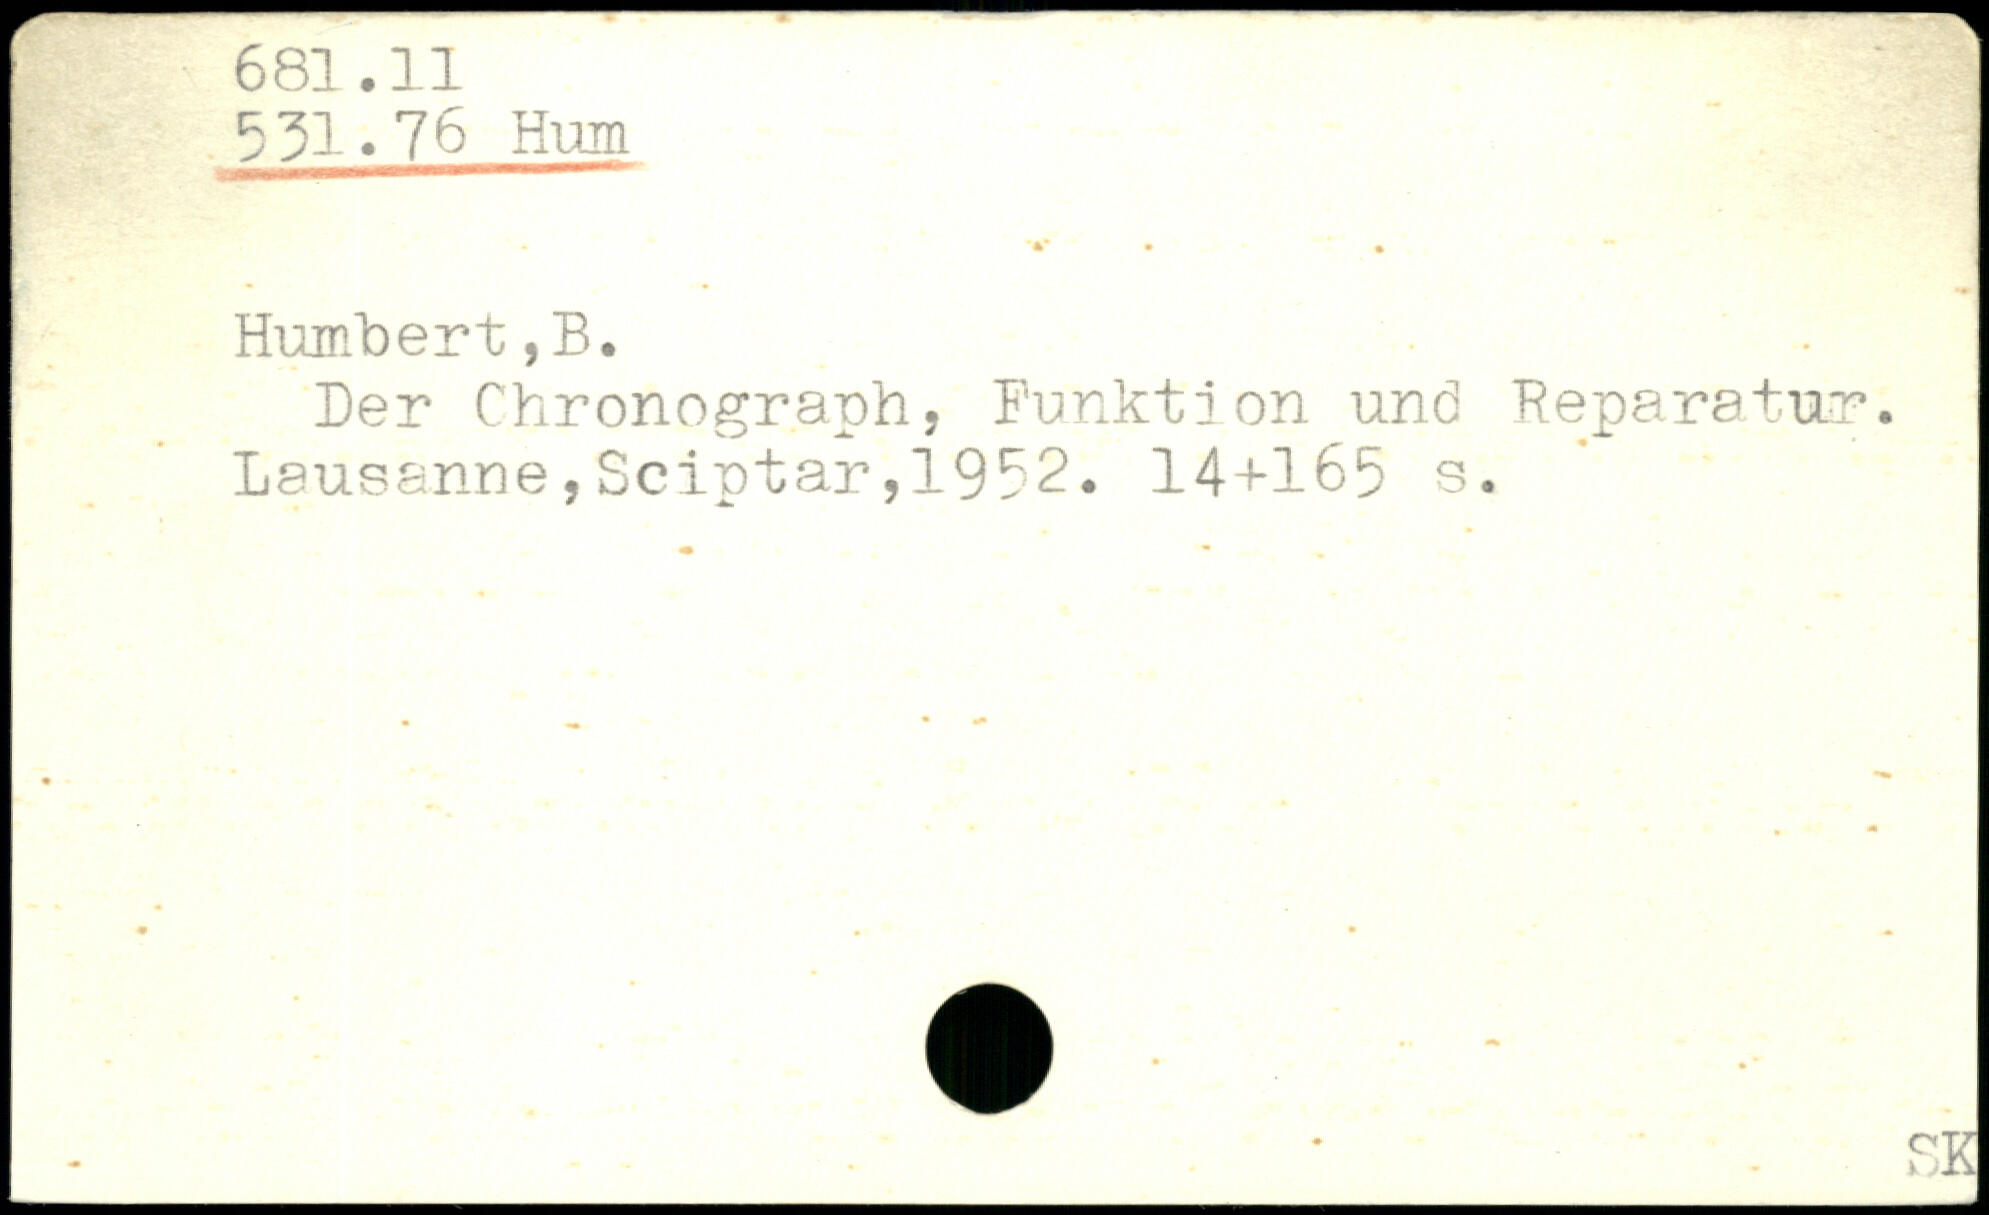 681.11
531.76 Hum
Humbert,B.
Der Chronograph, Funktion und Reparatur.
Lausanne,Sciptar,1952. 14+165 s.
SK